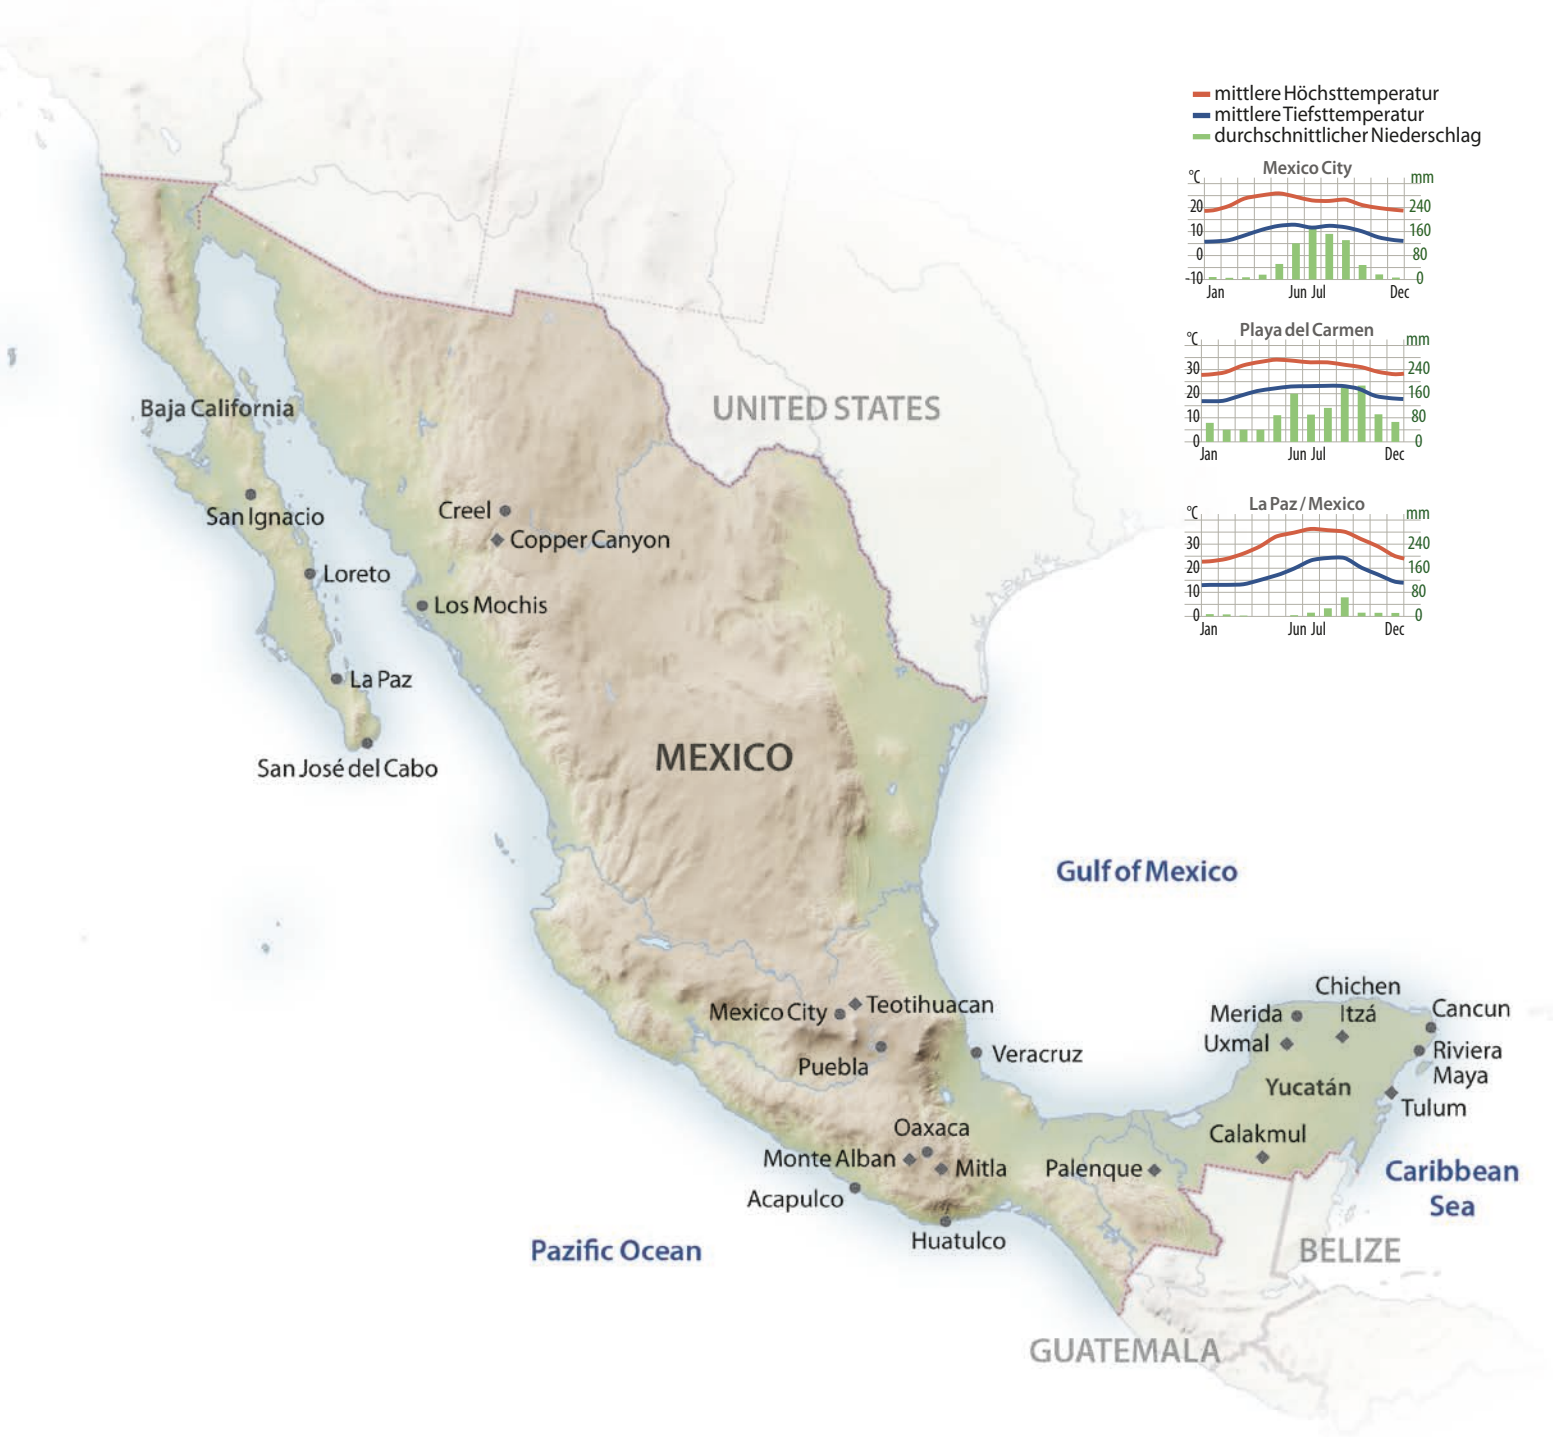 mittlere Höchsttemperatur
mittlere Tiefsttemperatur
durchschnittlicher Niederschlag
Mexico City
°C
mm
20
240
10
160
0
80
-10
0
Jan
Jun
Jul
Dec
Playa del Carmen
°C
mm
30
240
20
160
10
80
0
0
Jan
Jun
Jul
Dec
La Paz / Mexico
°C
mm
30
240
20
160
10
80
0
0
Jan
Jun
Jul
Dec
Baja California
UNITED STATES
San Ignacio
Creel
Copper Canyon
Loreto
Los Mochis
La Paz
San José del Cabo
MEXICO
Gulf of Mexico
Mexico City
Teotihuacan
Puebla
Veracruz
Chichen
Itzá
Merida
Cancun
Uxmal
Riviera
Maya
Yucatán
Tulum
Calakmul
Oaxaca
Monte Alban
Mitla
Palenque
Acapulco
Huatulco
Caribbean
Sea
Pazific Ocean
BELIZE
GUATEMALA